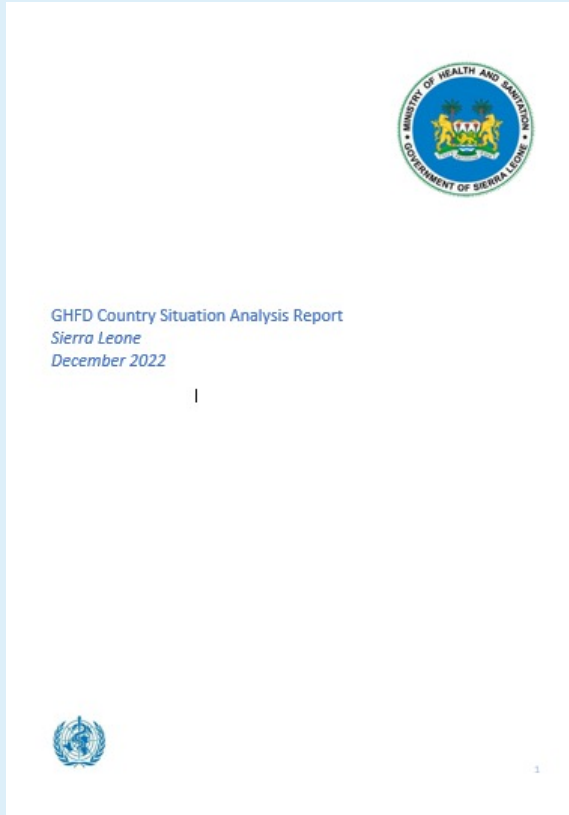 MINISTRY OF HEALTH AND SANITATION
GOVERNMENT OF SIERRA LEONE
GHFD Country Situation Analysis Report
Sierra Leone
December 2022
1